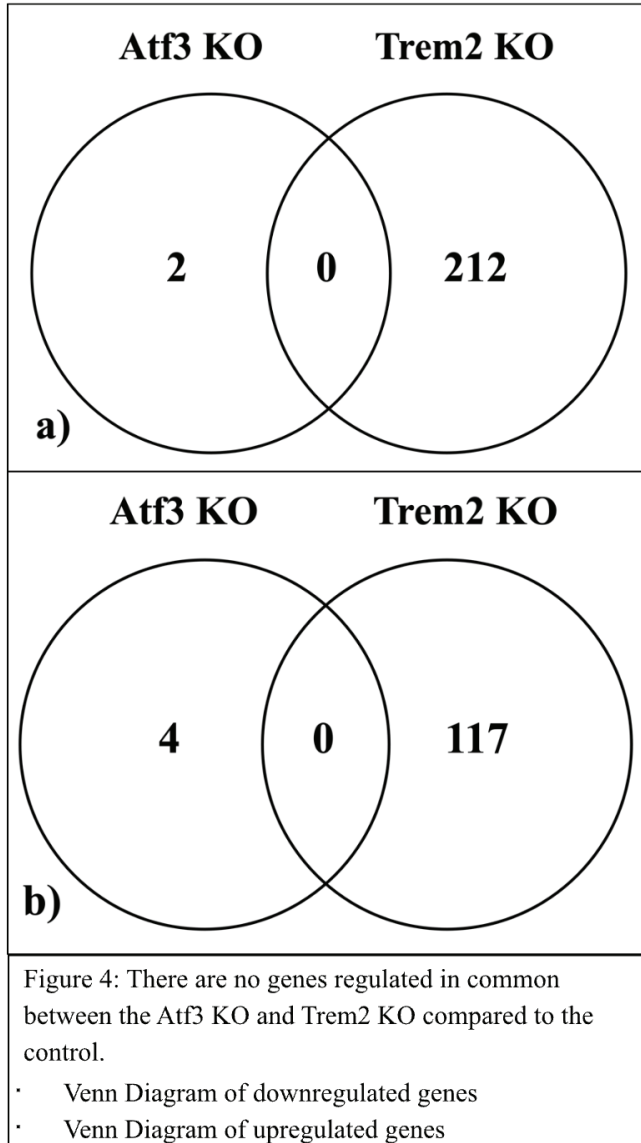 Atf3 KO Trem2 KO
2 0 212
a)
Atf3 KO Trem2 KO
4 0 117
b)
Figure 4: There are no genes regulated in common
between the Atf3 KO and Trem2 KO compared to the
control.
· Venn Diagram of downregulated genes
· Venn Diagram of upregulated genes